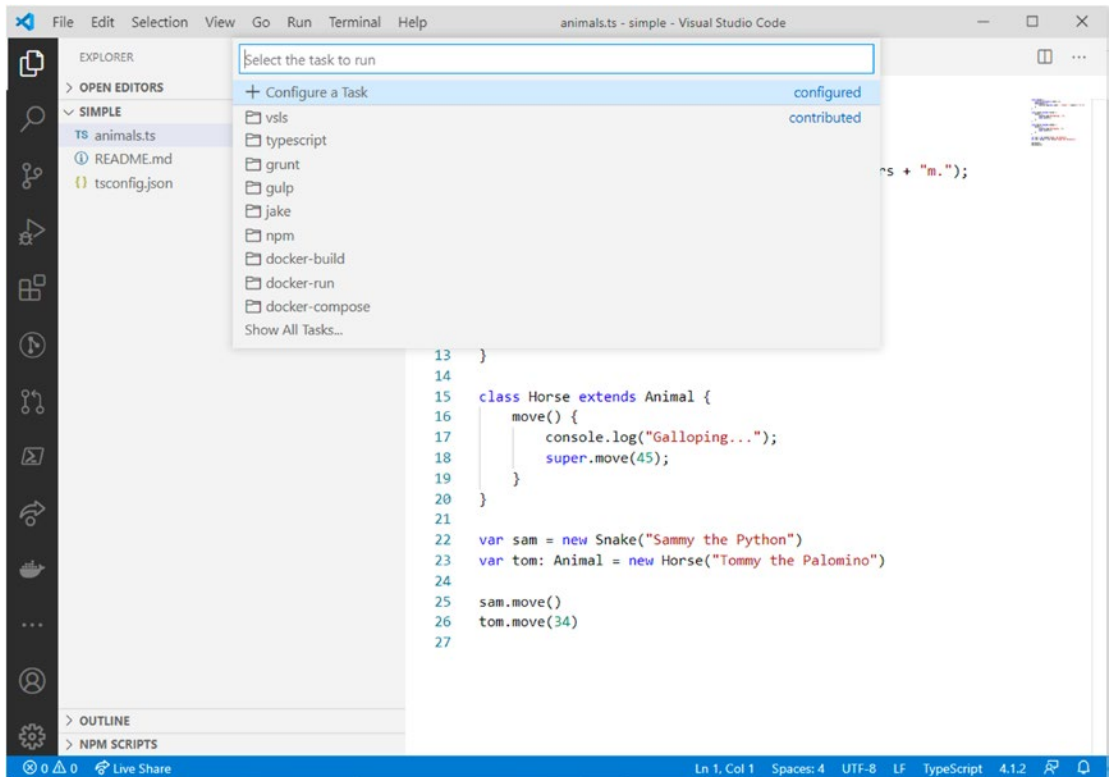 File Edit Selection View Go Run Terminal Help animals.ts - simple - Visual Studio Code
EXPLORER
OPEN EDITORS
SIMPLE
TS animals.ts
README.md
{} tsconfig.json
OUTLINE
NPM SCRIPTS
Select the task to run
+ Configure a Task configured
vsls contributed
typescript
grunt
gulp
jake
npm
docker-build
docker-run
docker-compose
Show All Tasks...
rs + "m.");
13 }
14
15 class Horse extends Animal {
16 move() {
17 console.log("Galloping...");
18 super.move(45);
19 }
20 }
21
22 var sam = new Snake("Sammy the Python")
23 var tom: Animal = new Horse("Tommy the Palomino")
24
25 sam.move()
26 tom.move(34)
27
0 0 Live Share Ln 1, Col 1 Spaces: 4 UTF-8 LF TypeScript 4.1.2